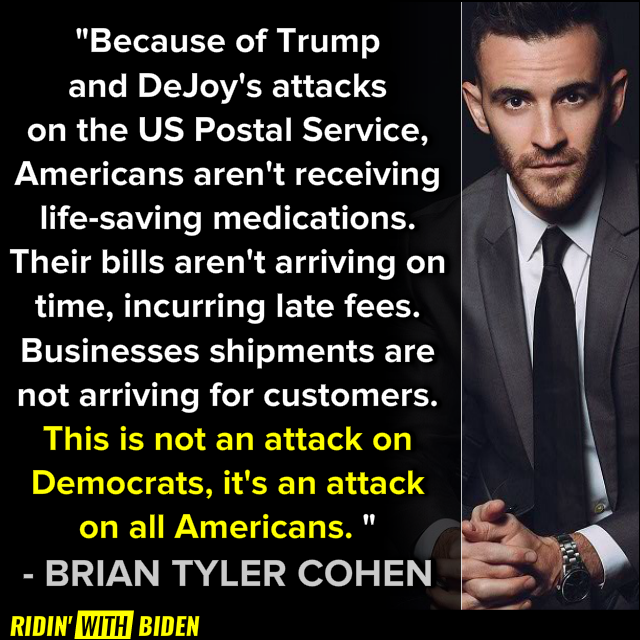 "Because of Trump
and DeJoy's attacks
on the US Postal Service,
Americans aren't receiving
life-saving medications.
Their bills aren't arriving on
time, incurring late fees.
Businesses shipments are
not arriving for customers.
This is not an attack on
Democrats, it's an attack
on all Americans. "
- BRIAN TYLER COHEN
RIDIN' WITH BIDEN